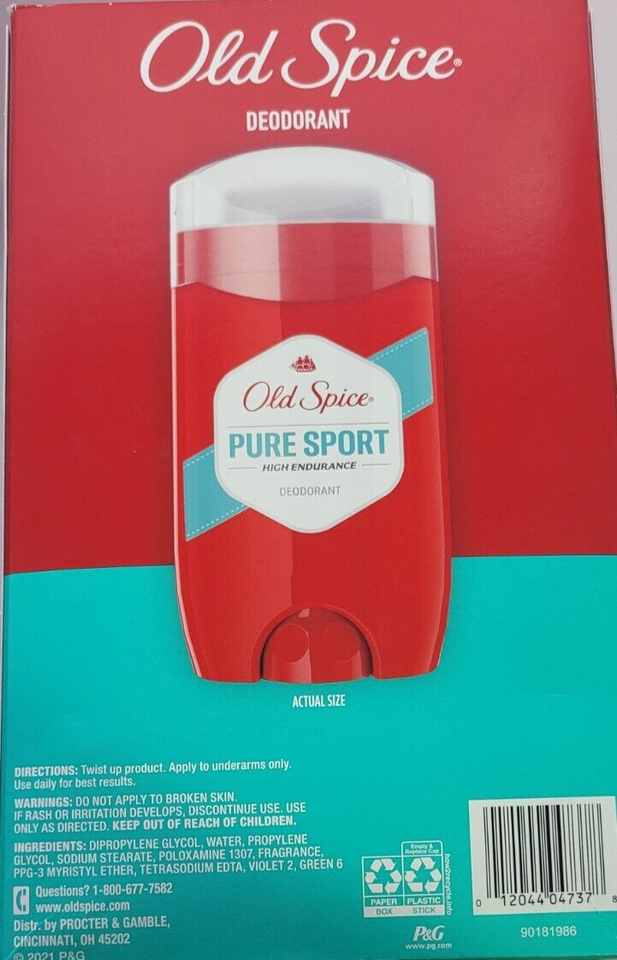 Old Spice®
DEODORANT
Old Spice®
PURE SPORT
HIGH ENDURANCE
DEODORANT
ACTUAL SIZE
DIRECTIONS: Twist up product. Apply to underarms only.
Use daily for best results.
WARNINGS: DO NOT APPLY TO BROKEN SKIN.
IF RASH OR IRRITATION DEVELOPS, DISCONTINUE USE. USE
ONLY AS DIRECTED. KEEP OUT OF REACH OF CHILDREN.
INGREDIENTS: DIPROPYLENE GLYCOL, WATER, PROPYLENE
GLYCOL, SODIUM STEARATE, POLOXAMINE 1307, FRAGRANCE,
PPG-3 MYRISTYL ETHER, TETRASODIUM EDTA, VIOLET 2, GREEN 6
Questions? 1-800-677-7582
www.oldspice.com
Distr. by PROCTER & GAMBLE,
CINCINNATI, OH 45202
© 2021 P&G
Empty &
Replace Cap
PAPER
BOX
PLASTIC
STICK
how2recycle.info
P&G
www.pg.com
0 12044 04737 8
90181986